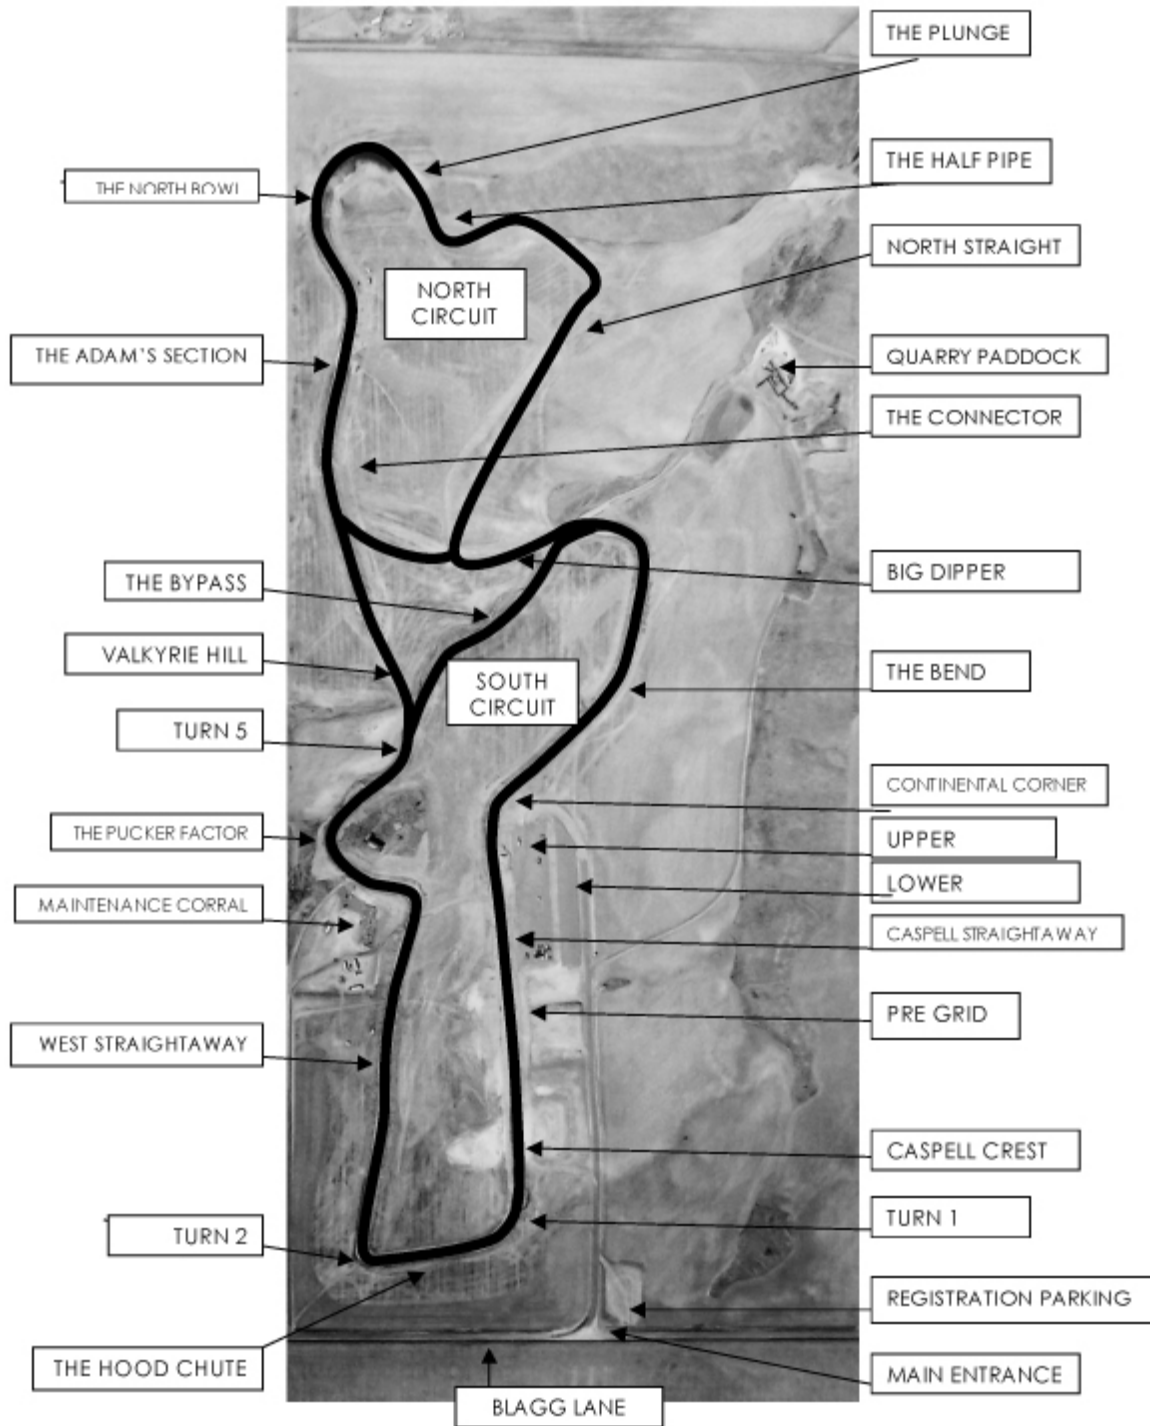 THE PLUNGE
THE HALF PIPE
THE NORTH BOWL
NORTH STRAIGHT
NORTH
CIRCUIT
THE ADAM'S SECTION
QUARRY PADDOCK
THE CONNECTOR
BIG DIPPER
THE BYPASS
VALKYRIE HILL
THE BEND
SOUTH
CIRCUIT
TURN 5
CONTINENTAL CORNER
THE PUCKER FACTOR
UPPER
LOWER
MAINTENANCE CORRAL
CASPELL STRAIGHTAWAY
PRE GRID
WEST STRAIGHTAWAY
CASPELL CREST
TURN 1
TURN 2
REGISTRATION PARKING
THE HOOD CHUTE
MAIN ENTRANCE
BLAGG LANE